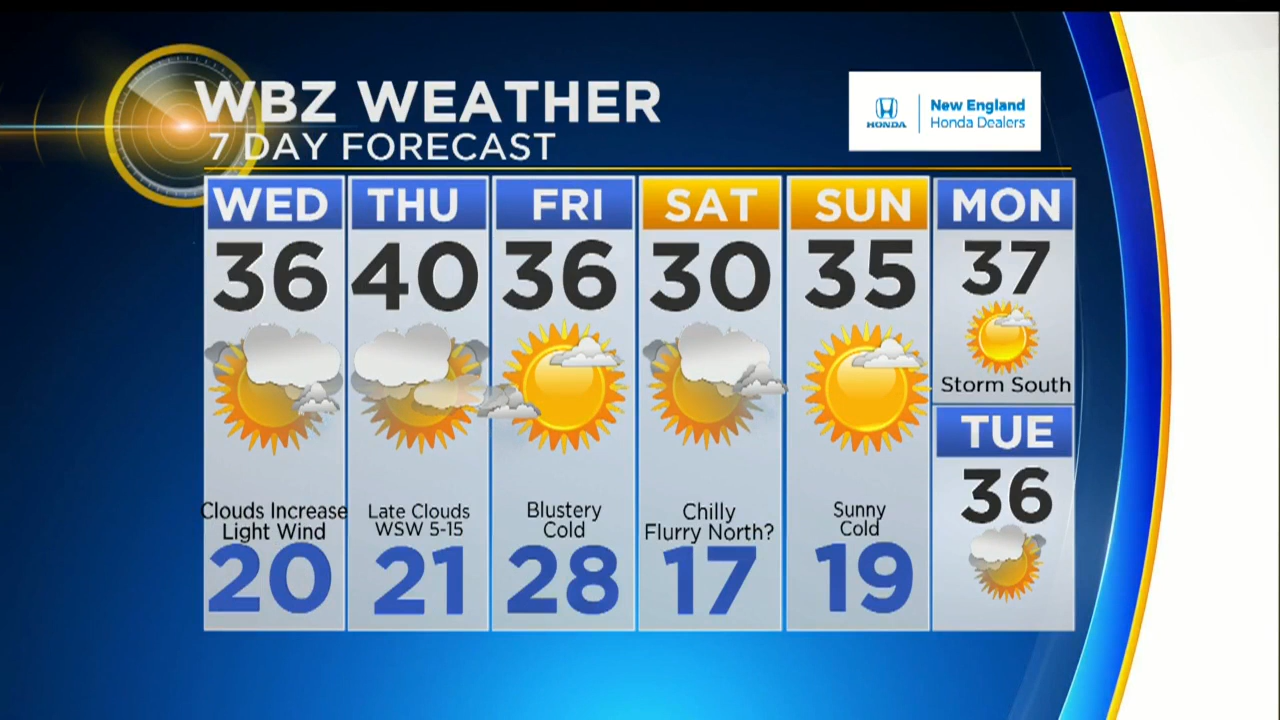 WBZ WEATHER
7 DAY FORECAST
HONDA
New England
Honda Dealers
WED
36
Clouds Increase
Light Wind
20
THU
40
Late Clouds
WSW 5-15
21
FRI
36
Blustery
Cold
28
SAT
30
Chilly
Flurry North?
17
SUN
35
Sunny
Cold
19
MON
37
Storm South
TUE
36